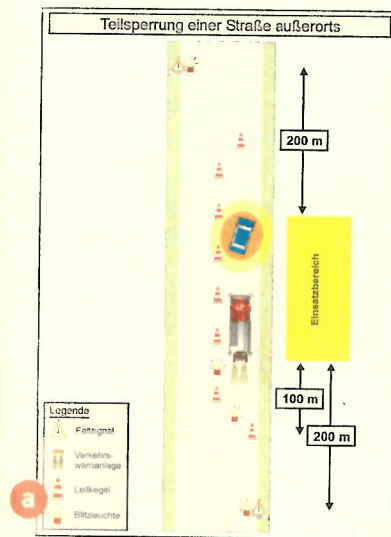 Teilsperrung einer Straße außerorts
200 m
Einsatzbereich
100 m
200 m
Legende
Faltsignal
Verkehrs-
warnanlage
Leitkegel
Blitzleuchte
a